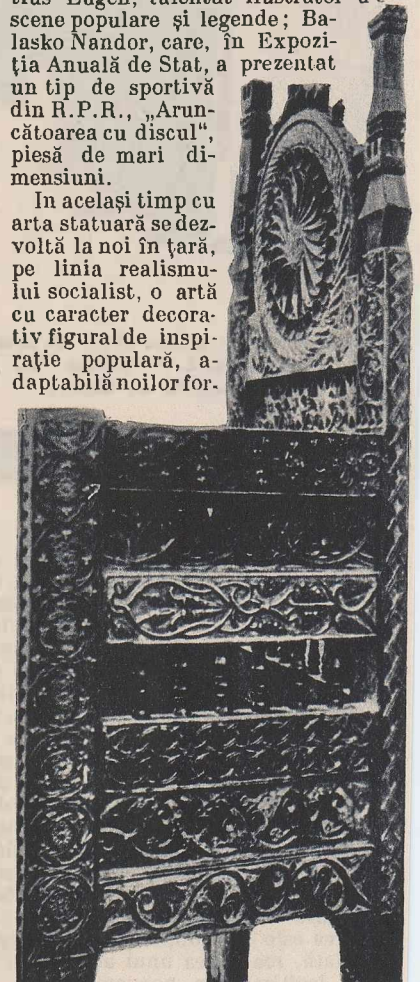 Eugen, talentat ilustrator
scene populare și legende; Ba-
lasko Nandor, care, în Expozi-
ția Anuală de Stat, a prezentat
un tip de sportivă
din R.P.R., „Arun-
cătoarea cu discul“,
piesă de mari di-
mensiuni.
In același timp cu
arta statuară se dez-
voltă la noi în țară,
pe linia realismu-
lui socialist, o artă
cu caracter decora-
tiv figural de inspi-
rație populară, a-
daptabilă noilor for-